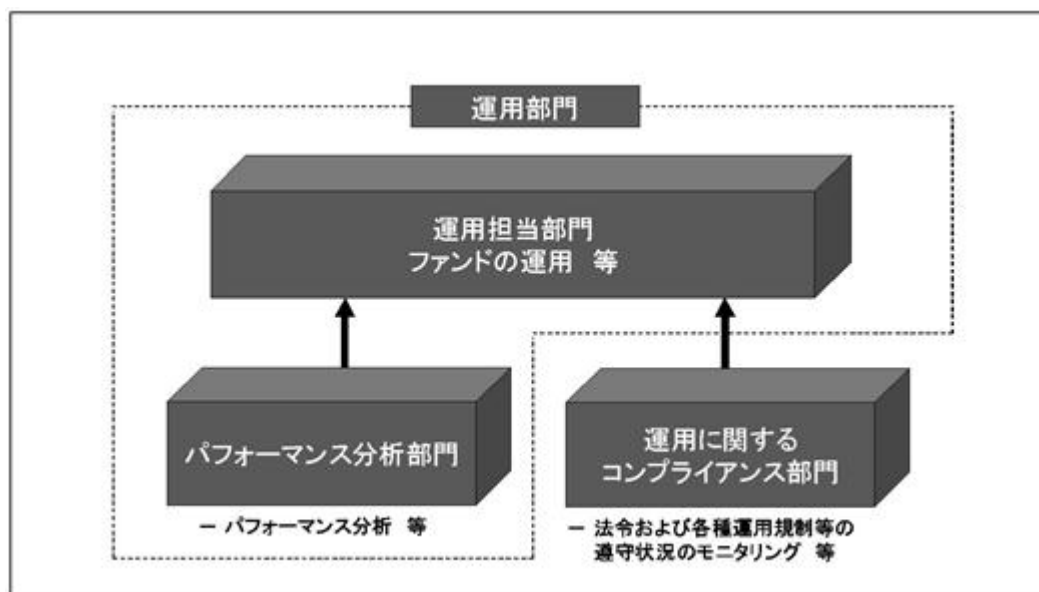 運用部門
運用担当部門
ファンドの運用 等
パフォーマンス分析部門
− パフォーマンス分析 等
運用に関する
コンプライアンス部門
− 法令および各種運用規制等の
遵守状況のモニタリング 等